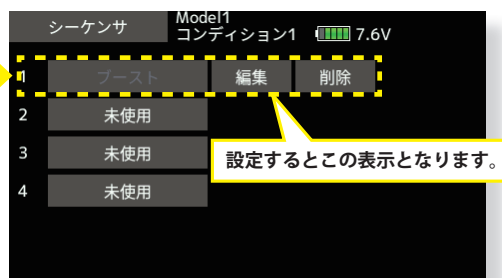 シーケンサ
Model1
コンディション1 7.6V
1 ブースト 編集 削除
2 未使用
3 未使用
4 未使用
設定するとこの表示となります。